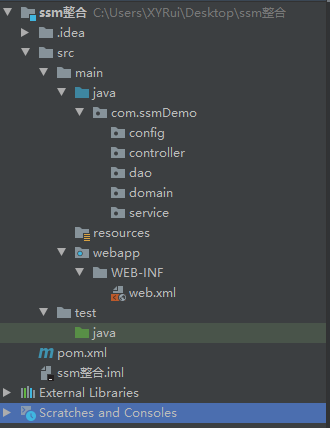 ssm整合 C:\Users\XYRui\Desktop\ssm整合
.idea
src
main
java
com.ssmDemo
config
controller
dao
domain
service
resources
webapp
WEB-INF
web.xml
test
java
pom.xml
ssm整合.iml
External Libraries
Scratches and Consoles